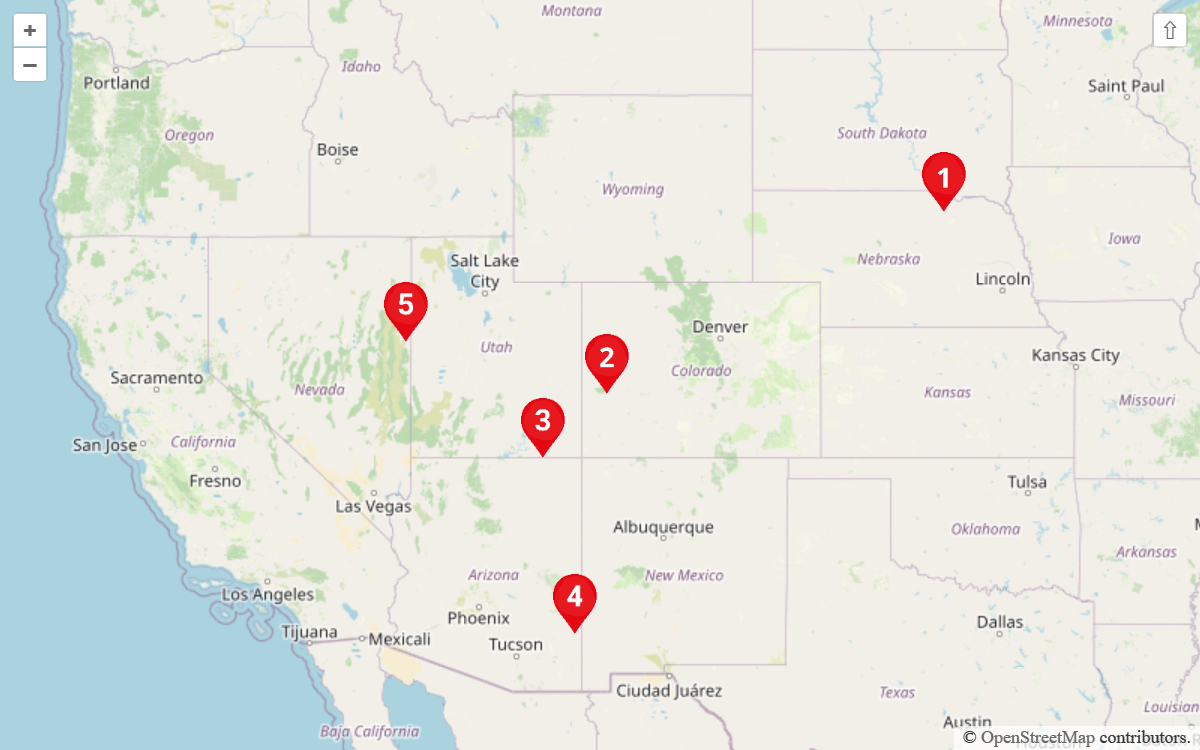 +
−
⇧
Montana
Minnesota
Portland
Idaho
Saint Paul
Oregon
South Dakota
Boise
1
Wyoming
Iowa
Salt Lake
City
Nebraska
Lincoln
5
Denver
Utah
2
Kansas City
Colorado
Sacramento
Nevada
Kansas
Missouri
3
San Jose
California
Fresno
Tulsa
Las Vegas
Albuquerque
Oklahoma
Arkansas
Arizona
New Mexico
4
Los Angeles
Phoenix
Dallas
Tijuana
Mexicali
Tucson
Ciudad Juárez
Texas
Louisian
Austin
Baja California
© OpenStreetMap contributors.